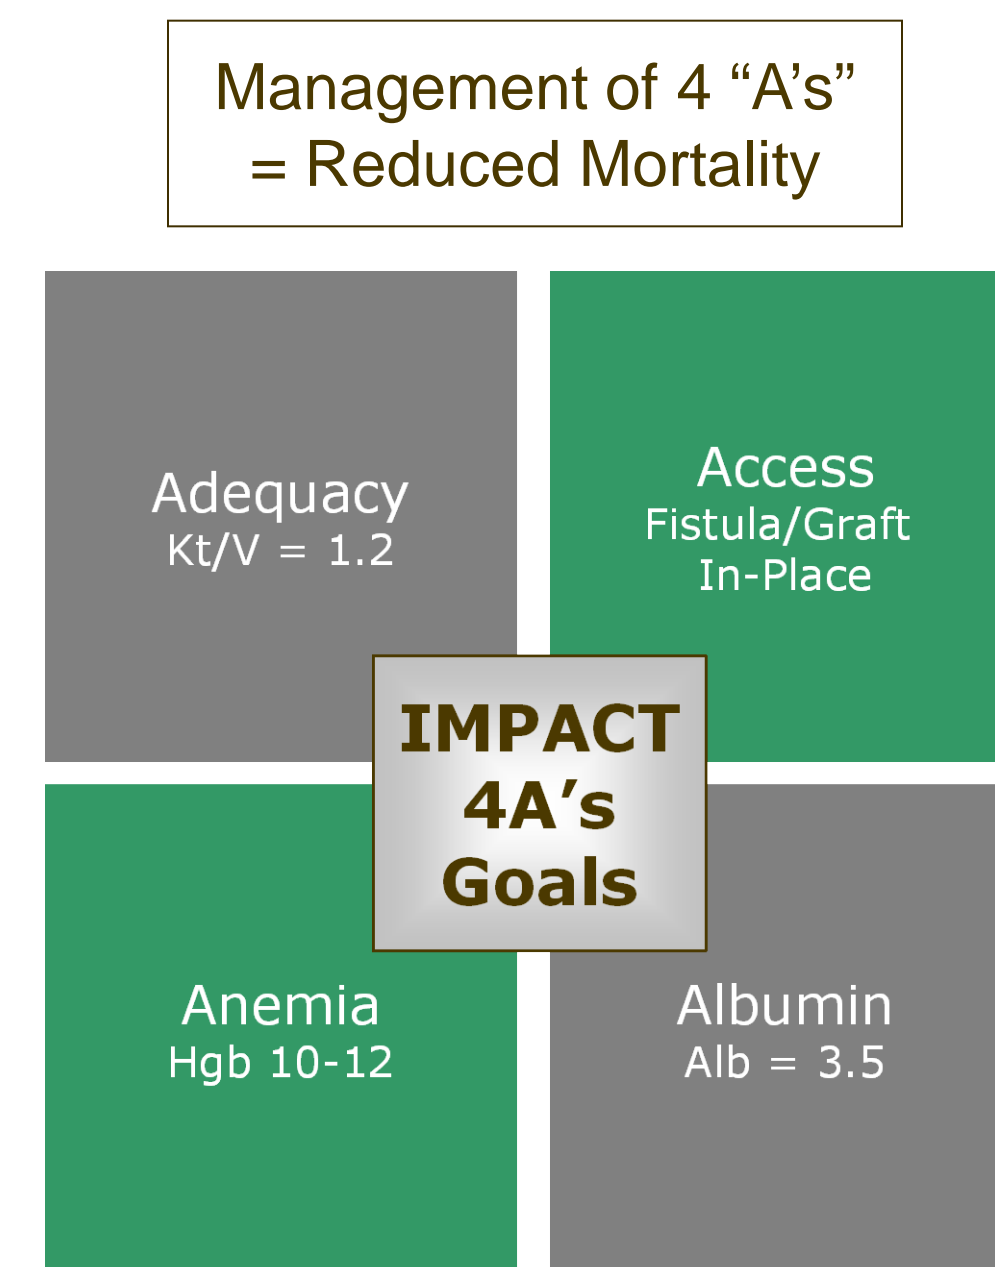 Management of 4 “A’s”
= Reduced Mortality
Adequacy
Kt/V = 1.2
Access
Fistula/Graft
In-Place
IMPACT
4A’s
Goals
Anemia
Hgb 10-12
Albumin
Alb = 3.5